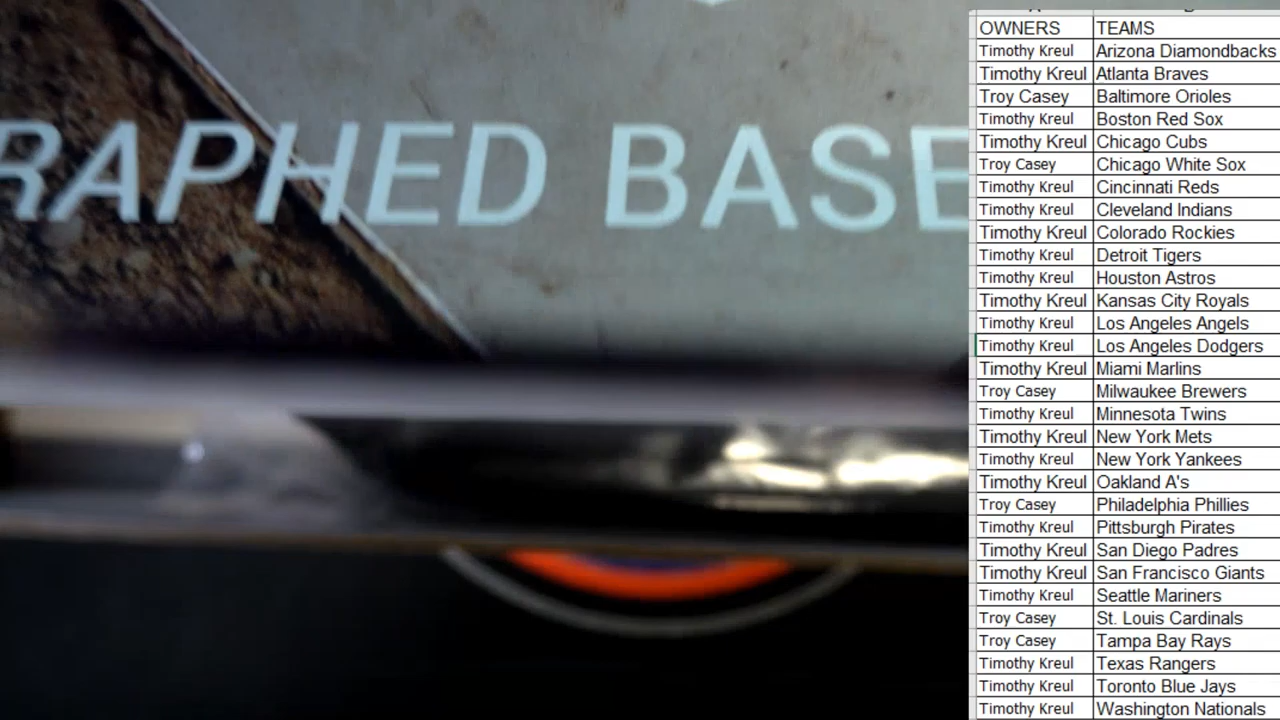 RAPHED BASE
OWNERS TEAMS
Timothy Kreul Arizona Diamondbacks
Timothy Kreul Atlanta Braves
Troy Casey Baltimore Orioles
Timothy Kreul Boston Red Sox
Timothy Kreul Chicago Cubs
Troy Casey Chicago White Sox
Timothy Kreul Cincinnati Reds
Timothy Kreul Cleveland Indians
Timothy Kreul Colorado Rockies
Timothy Kreul Detroit Tigers
Timothy Kreul Houston Astros
Timothy Kreul Kansas City Royals
Timothy Kreul Los Angeles Angels
Timothy Kreul Los Angeles Dodgers
Timothy Kreul Miami Marlins
Troy Casey Milwaukee Brewers
Timothy Kreul Minnesota Twins
Timothy Kreul New York Mets
Timothy Kreul New York Yankees
Timothy Kreul Oakland A's
Troy Casey Philadelphia Phillies
Timothy Kreul Pittsburgh Pirates
Timothy Kreul San Diego Padres
Timothy Kreul San Francisco Giants
Timothy Kreul Seattle Mariners
Troy Casey St. Louis Cardinals
Troy Casey Tampa Bay Rays
Timothy Kreul Texas Rangers
Timothy Kreul Toronto Blue Jays
Timothy Kreul Washington Nationals